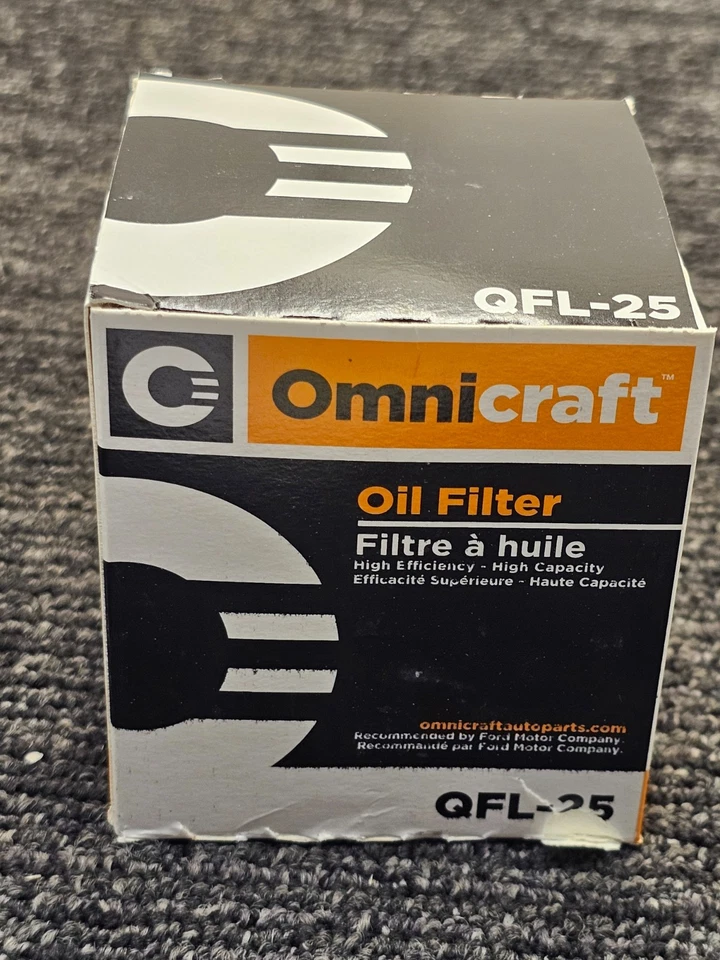 QFL-25
Omnicraft™
Oil Filter
Filtre à huile
High Efficiency - High Capacity
Efficacité Supérieure - Haute Capacité
omnicraftautoparts.com
Recommended by Ford Motor Company.
Recommandé par Ford Motor Company.
QFL-25